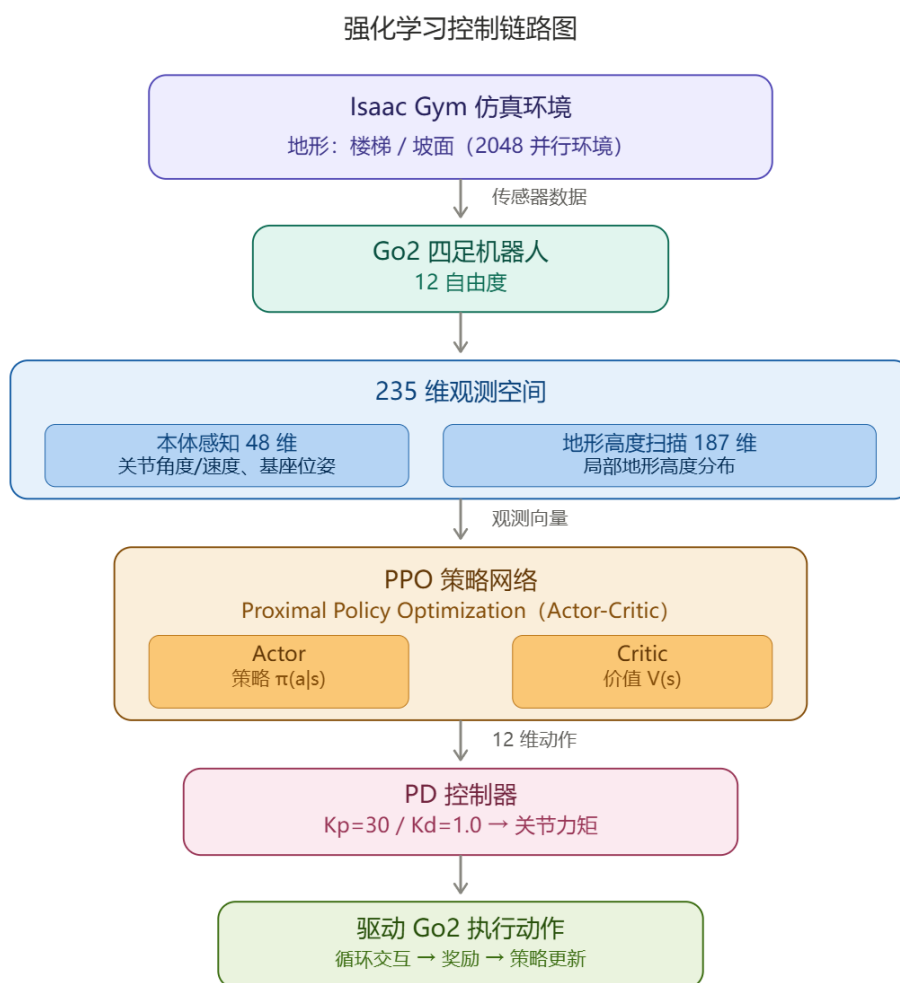 强化学习控制链路图
Isaac Gym 仿真环境
地形：楼梯 / 坡面（2048 并行环境）
传感器数据
Go2 四足机器人
12 自由度
235 维观测空间
本体感知 48 维
关节角度/速度、基座位姿
地形高度扫描 187 维
局部地形高度分布
观测向量
PPO 策略网络
Proximal Policy Optimization（Actor-Critic）
Actor
策略 π(a|s)
Critic
价值 V(s)
12 维动作
PD 控制器
Kp=30 / Kd=1.0 → 关节力矩
驱动 Go2 执行动作
循环交互 → 奖励 → 策略更新